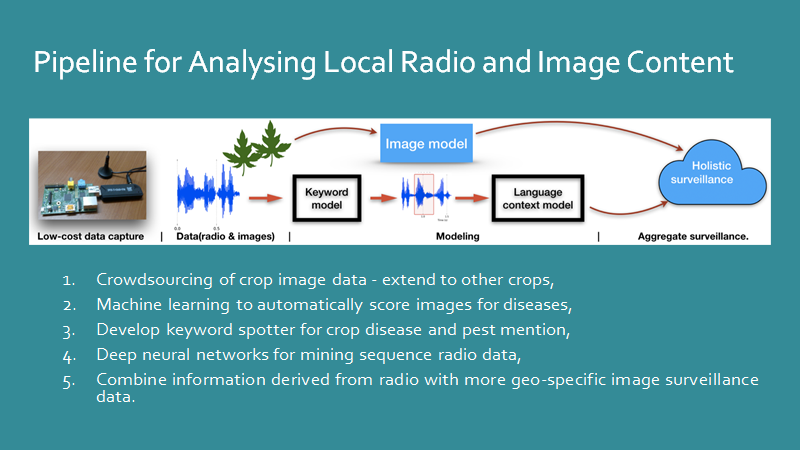 Pipeline for Analysing Local Radio and Image Content
Image model
Holistic
surveillance
Keyword
model
Language
context model
0.0
0.5
Low-cost data capture | Data(radio & images) | Modeling | Aggregate surveillance.
1. Crowdsourcing of crop image data - extend to other crops,
2. Machine learning to automatically score images for diseases,
3. Develop keyword spotter for crop disease and pest mention,
4. Deep neural networks for mining sequence radio data,
5. Combine information derived from radio with more geo-specific image surveillance
data.